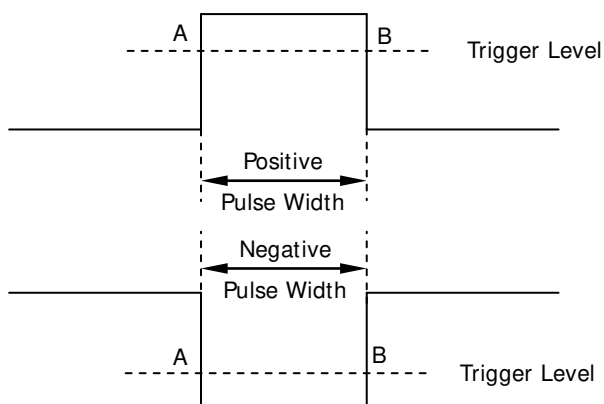 A
B
Trigger Level
Positive
Pulse Width
Negative
Pulse Width
A
B
Trigger Level